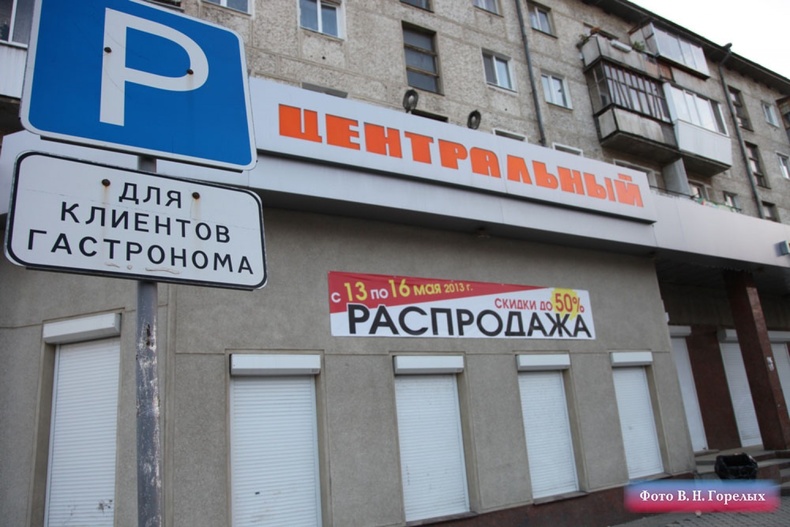 P
ДЛЯ
КЛИЕНТОВ
ГАСТРОНОМА
ЦЕНТРАЛЬНЫЙ
с 13 по 16 мая 2013 г.
СКИДКИ ДО 50%
РАСПРОДАЖА
Фото В. Н. Горелых